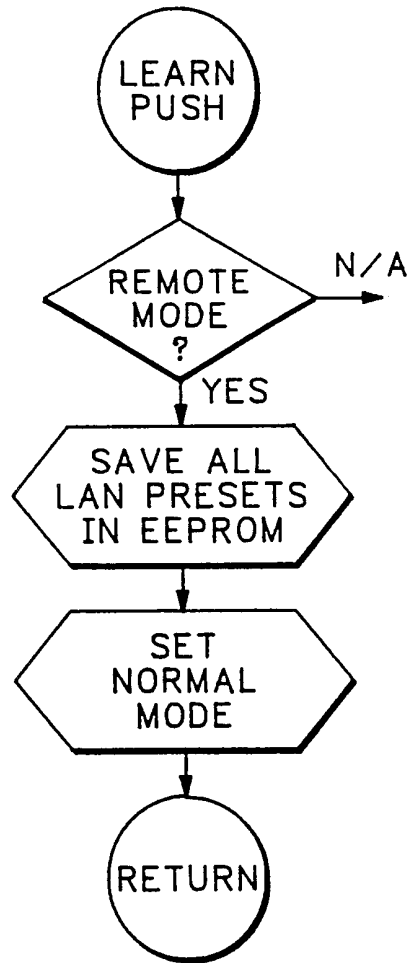 LEARN
PUSH
REMOTE
MODE
?
N/A
YES
SAVE ALL
LAN PRESETS
IN EEPROM
SET
NORMAL
MODE
RETURN